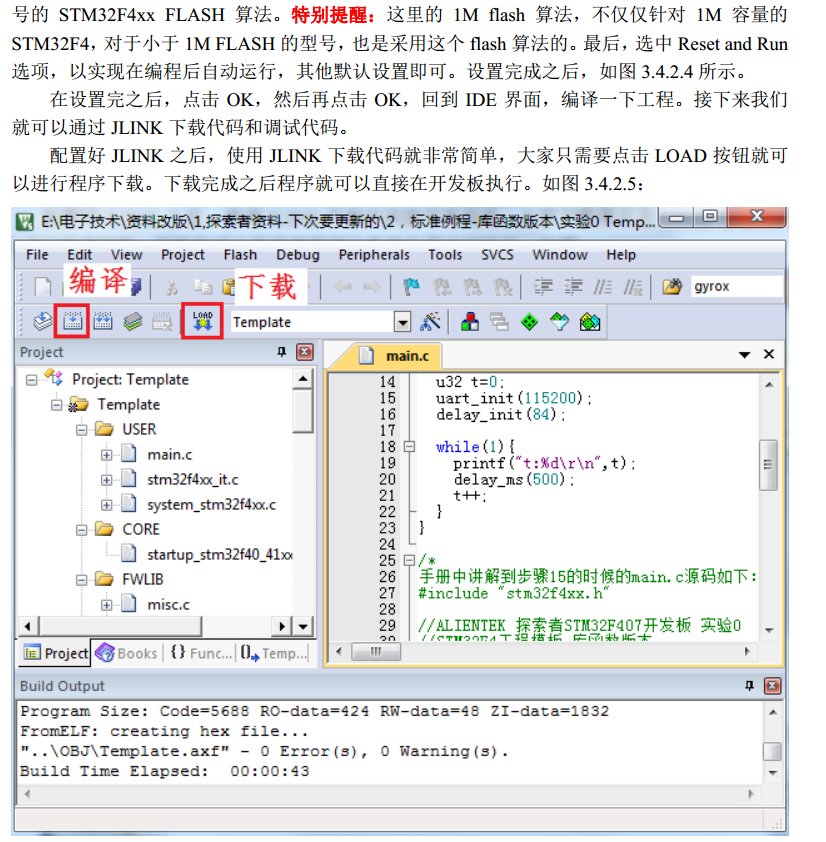 号的 STM32F4xx FLASH 算法。特别提醒：这里的 1M flash 算法，不仅仅针对 1M 容量的
STM32F4，对于小于 1M FLASH 的型号，也是采用这个 flash 算法的。最后，选中 Reset and Run
选项，以实现在编程后自动运行，其他默认设置即可。设置完成之后，如图 3.4.2.4 所示。
在设置完之后，点击 OK，然后再点击 OK，回到 IDE 界面，编译一下工程。接下来我们
就可以通过 JLINK 下载代码和调试代码。
配置好 JLINK 之后，使用 JLINK 下载代码就非常简单，大家只需要点击 LOAD 按钮就可
以进行程序下载。下载完成之后程序就可以直接在开发板执行。如图 3.4.2.5：
E:\电子技术\资料改版\1,探索者资料-下次要更新的\2，标准例程-库函数版本\实验0 Temp...
File Edit View Project Flash Debug Peripherals Tools SVCS Window Help
编译 下载 gyrox
LOAD Template
Project
main.c
Project: Template
Template
USER
main.c
stm32f4xx_it.c
system_stm32f4xx.c
CORE
startup_stm32f40_41xx
FWLIB
misc.c
Project Books {} Func... Temp...
14 u32 t=0;
15 uart_init(115200);
16 delay_init(84);
17
18 while(1){
19 printf("t:%d\r\n",t);
20 delay_ms(500);
21 t++;
22 }
23 }
24
25 /*
26 手册中讲解到步骤15的时候的main.c源码如下：
27 #include "stm32f4xx.h"
28
29 //ALIENTEK 探索者STM32F407开发板 实验0
30 //STM32F4工程模板-库函数版本
Build Output
Program Size: Code=5688 RO-data=424 RW-data=48 ZI-data=1832
FromELF: creating hex file...
"..\OBJ\Template.axf" - 0 Error(s), 0 Warning(s).
Build Time Elapsed: 00:00:43